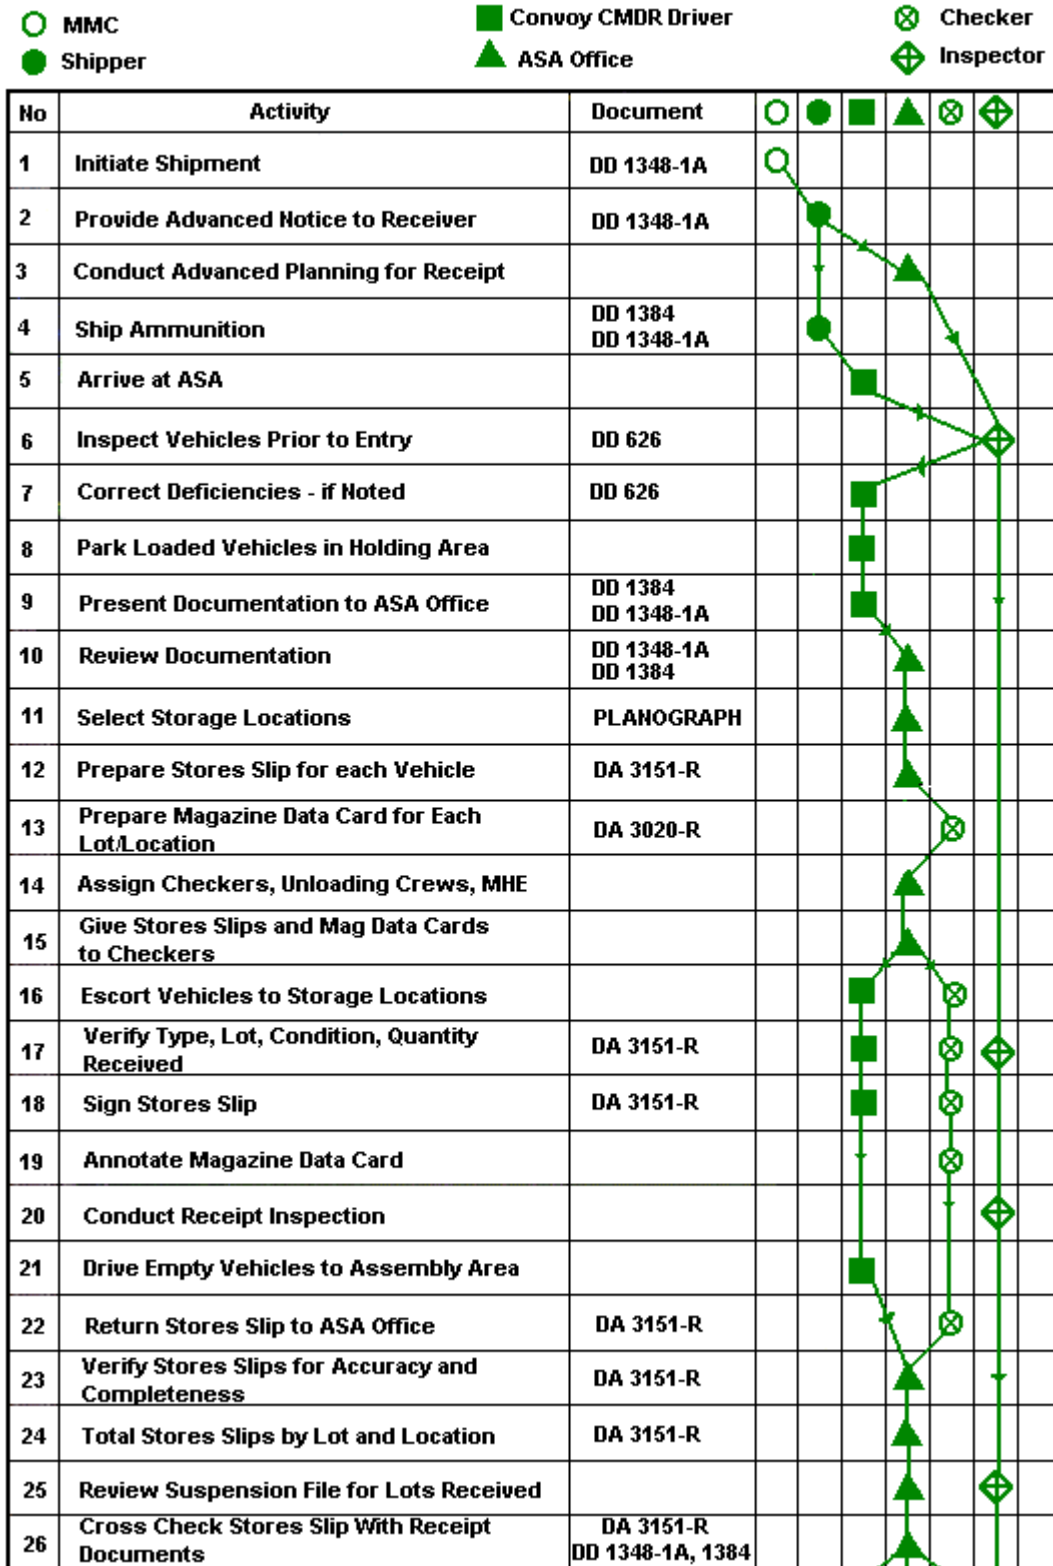 MMC
Convoy CMDR Driver
Checker
Shipper
ASA Office
Inspector
No Activity Document
1 Initiate Shipment DD 1348-1A
2 Provide Advanced Notice to Receiver DD 1348-1A
3 Conduct Advanced Planning for Receipt
4 Ship Ammunition DD 1384
DD 1348-1A
5 Arrive at ASA
6 Inspect Vehicles Prior to Entry DD 626
7 Correct Deficiencies - if Noted DD 626
8 Park Loaded Vehicles in Holding Area
9 Present Documentation to ASA Office DD 1384
DD 1348-1A
10 Review Documentation DD 1348-1A
DD 1384
11 Select Storage Locations PLANOGRAPH
12 Prepare Stores Slip for each Vehicle DA 3151-R
13 Prepare Magazine Data Card for Each
Lot/Location DA 3020-R
14 Assign Checkers, Unloading Crews, MHE
15 Give Stores Slips and Mag Data Cards
to Checkers
16 Escort Vehicles to Storage Locations
17 Verify Type, Lot, Condition, Quantity
Received DA 3151-R
18 Sign Stores Slip DA 3151-R
19 Annotate Magazine Data Card
20 Conduct Receipt Inspection
21 Drive Empty Vehicles to Assembly Area
22 Return Stores Slip to ASA Office DA 3151-R
23 Verify Stores Slips for Accuracy and
Completeness DA 3151-R
24 Total Stores Slips by Lot and Location DA 3151-R
25 Review Suspension File for Lots Received
26 Cross Check Stores Slip With Receipt
Documents DA 3151-R
DD 1348-1A, 1384